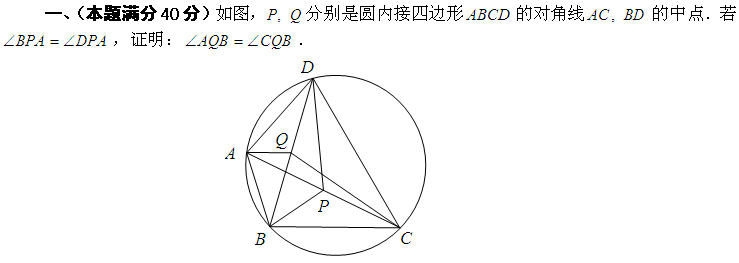 一、（本题满分 40 分）如图，P, Q 分别是圆内接四边形 ABCD 的对角线 AC, BD 的中点．若
∠BPA = ∠DPA，证明：∠AQB = ∠CQB．
D
A
Q
P
B
C